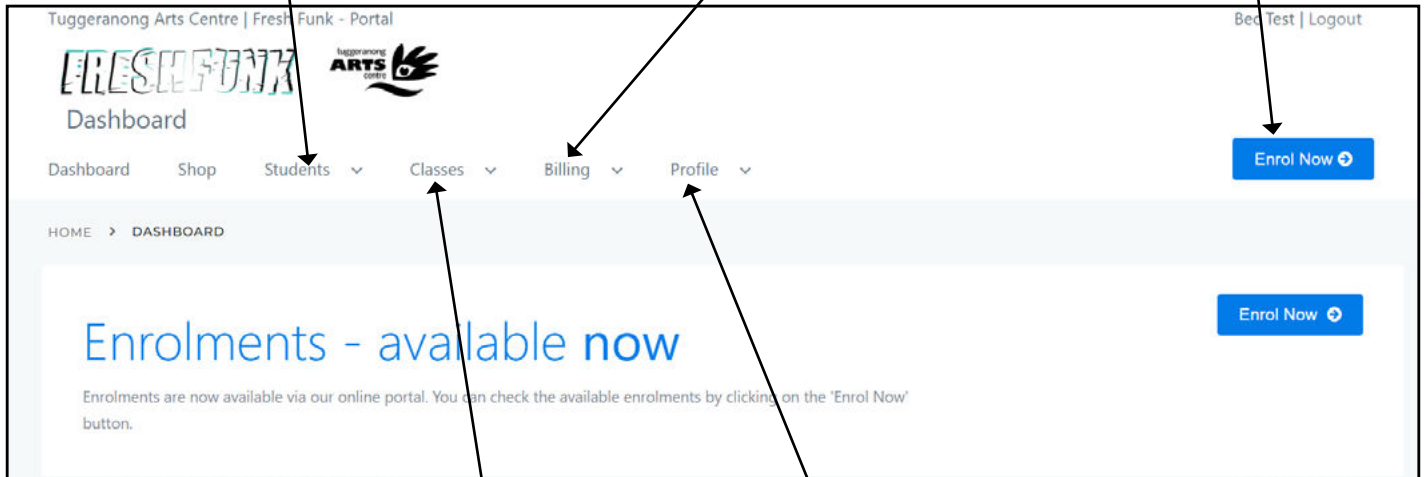 Tuggeranong Arts Centre | Fresh Funk - Portal
Bec Test | Logout
FRESH FUNK
tuggeranong
ARTS
centre
Dashboard
Dashboard Shop Students Classes Billing Profile
Enrol Now
HOME > DASHBOARD
Enrol Now
Enrolments - available now
Enrolments are now available via our online portal. You can check the available enrolments by clicking on the 'Enrol Now'
button.